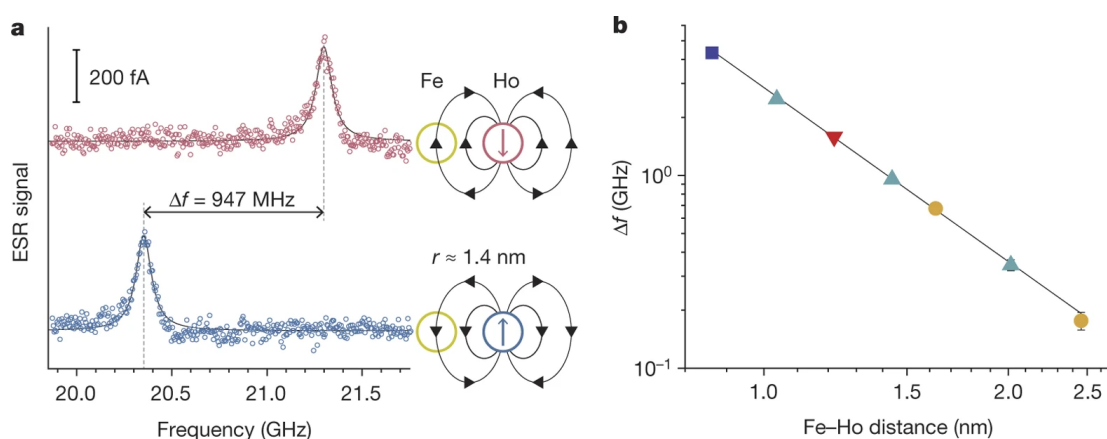 a
200 fA
Fe Ho
Δf = 947 MHz
r ≈ 1.4 nm
ESR signal
20.0 20.5 21.0 21.5
Frequency (GHz)
b
10⁰
10⁻¹
Δf (GHz)
1.0 1.5 2.0 2.5
Fe–Ho distance (nm)